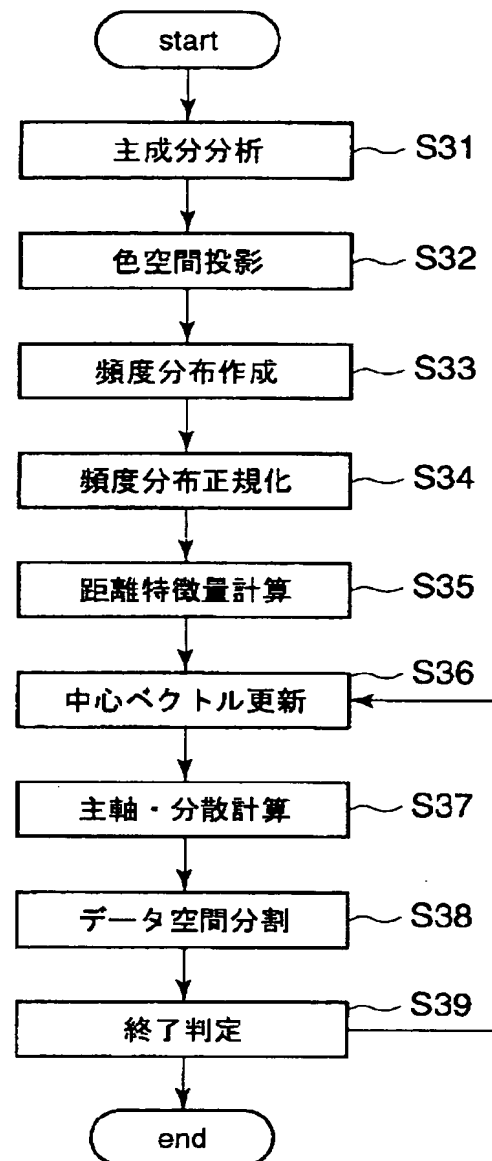 start
主成分分析
S31
色空間投影
S32
頻度分布作成
S33
頻度分布正規化
S34
距離特徴量計算
S35
中心ベクトル更新
S36
主軸・分散計算
S37
データ空間分割
S38
終了判定
S39
end